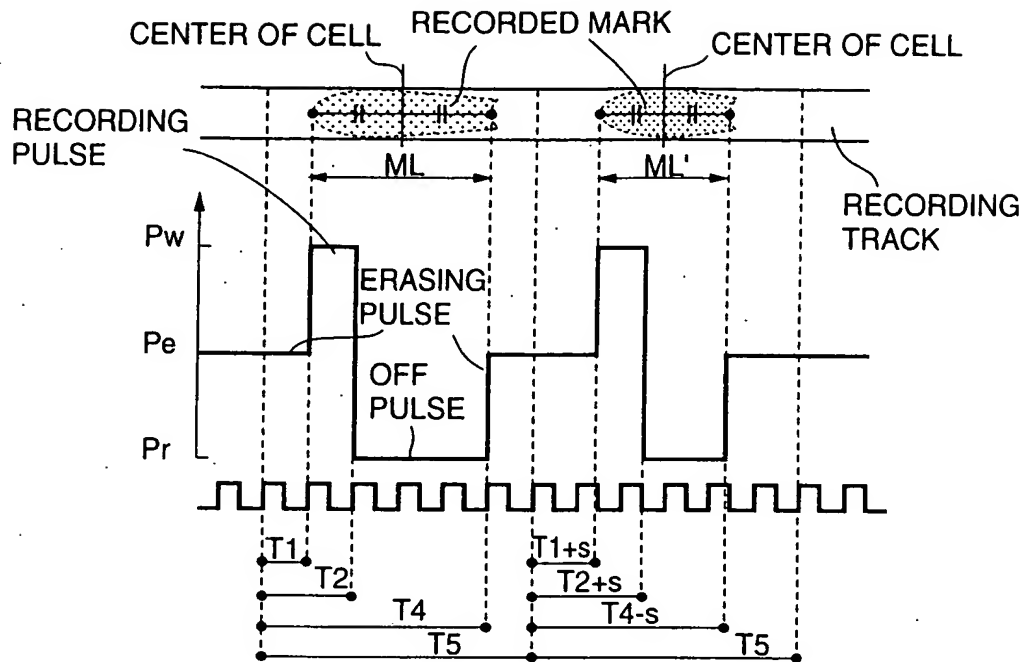 CENTER OF CELL
RECORDED MARK
CENTER OF CELL
RECORDING
PULSE
ML
ML'
RECORDING
TRACK
Pw
ERASING
PULSE
Pe
OFF
PULSE
Pr
T1
T1+s
T2
T2+s
T4
T4-s
T5
T5